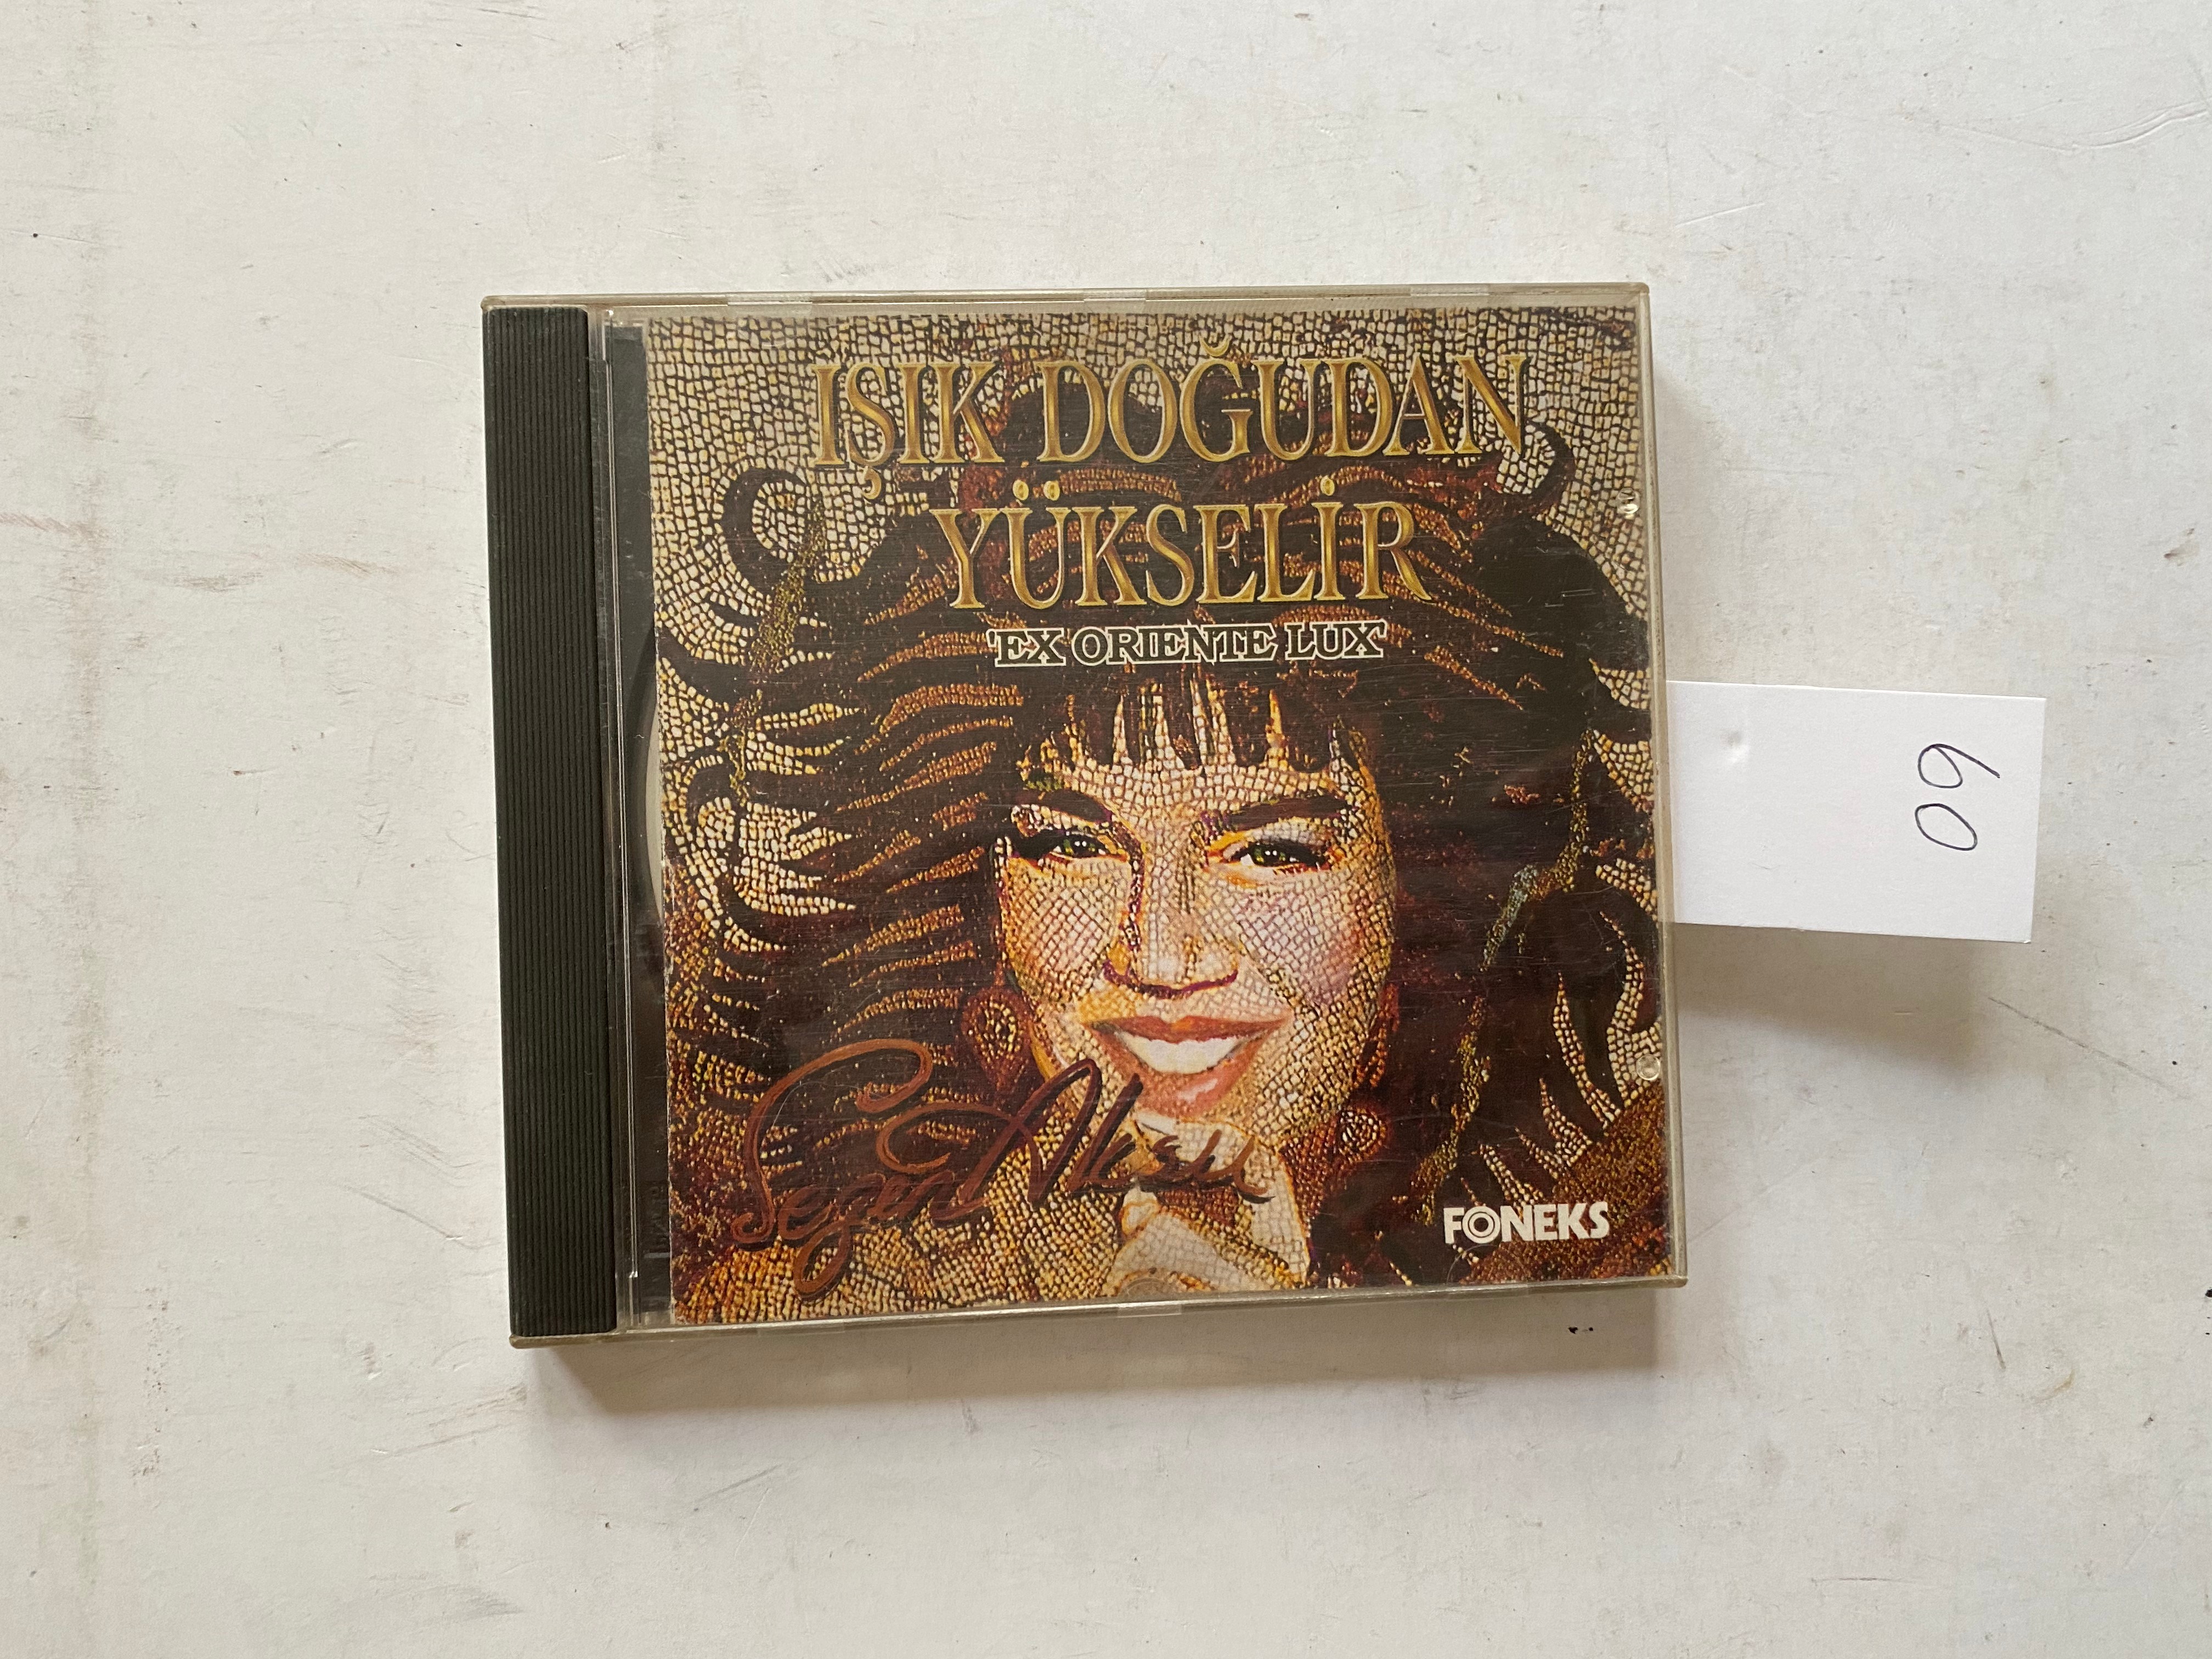 IŞIK DOĞUDAN
YÜKSELİR
'EX ORIENTE LUX'
Sezen Aksu
FONEKS
09